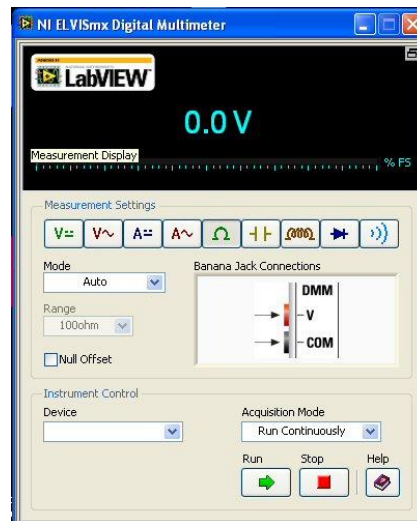 NI ELVISmx Digital Multimeter
LabVIEW
0.0 V
Measurement Display
% FS
Measurement Settings
V A A Ω
Mode
Banana Jack Connections
Auto
DMM
V
COM
Range
100ohm
Null Offset
Instrument Control
Device
Acquisition Mode
Run Continuously
Run Stop Help